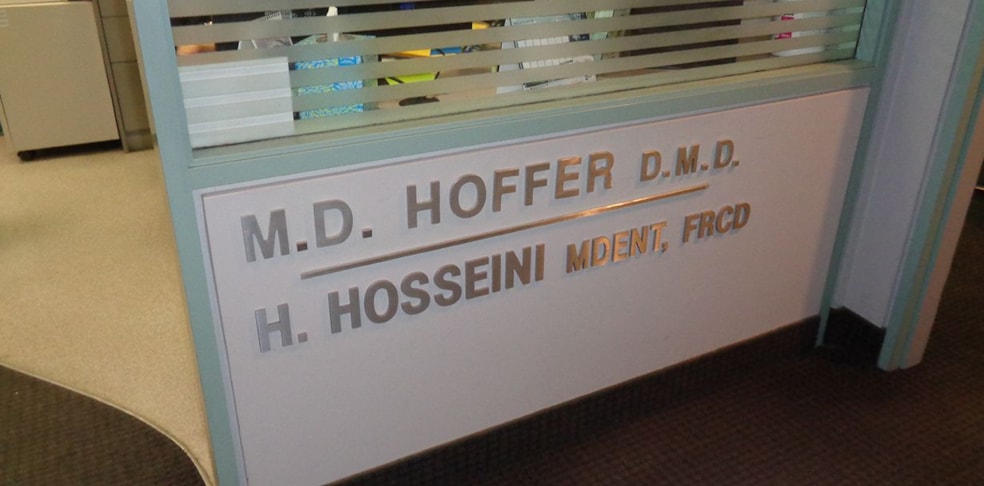 M.D. HOFFER D.M.D.
H. HOSSEINI MDENT, FRCD